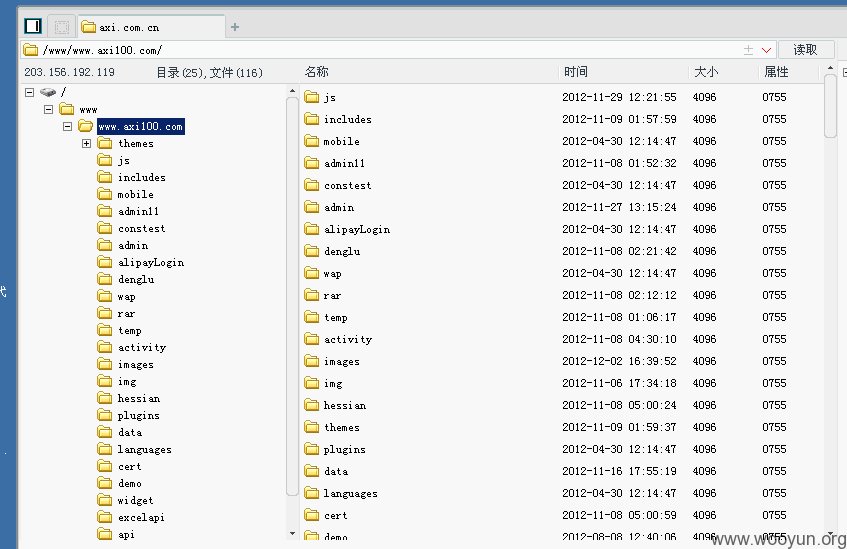 axi.com.cn
/www/www.axi100.com/
读取
203.156.192.119 目录(25),文件(116) 名称 时间 大小 属性
/
www
www.axi100.com
themes
js
includes
mobile
admin11
constest
admin
alipayLogin
denglu
wap
rar
temp
activity
images
img
hessian
plugins
data
languages
cert
demo
widget
excelapi
api
js 2012-11-29 12:21:55 4096 0755
includes 2012-11-09 01:57:59 4096 0755
mobile 2012-04-30 12:14:47 4096 0755
admin11 2012-11-08 01:52:32 4096 0755
constest 2012-04-30 12:14:47 4096 0755
admin 2012-11-27 13:15:24 4096 0755
alipayLogin 2012-04-30 12:14:47 4096 0755
denglu 2012-11-08 02:21:42 4096 0755
wap 2012-04-30 12:14:47 4096 0755
rar 2012-11-08 02:12:12 4096 0755
temp 2012-11-08 01:06:17 4096 0755
activity 2012-11-08 04:30:10 4096 0755
images 2012-12-02 16:39:52 4096 0755
img 2012-11-06 17:34:18 4096 0755
hessian 2012-11-08 05:00:24 4096 0755
themes 2012-11-09 01:59:37 4096 0755
plugins 2012-04-30 12:14:47 4096 0755
data 2012-11-16 17:55:19 4096 0755
languages 2012-04-30 12:14:47 4096 0755
cert 2012-11-08 05:00:59 4096 0755
demo 2012-08-08 12:40:06 4096 0755
www.wooyun.org